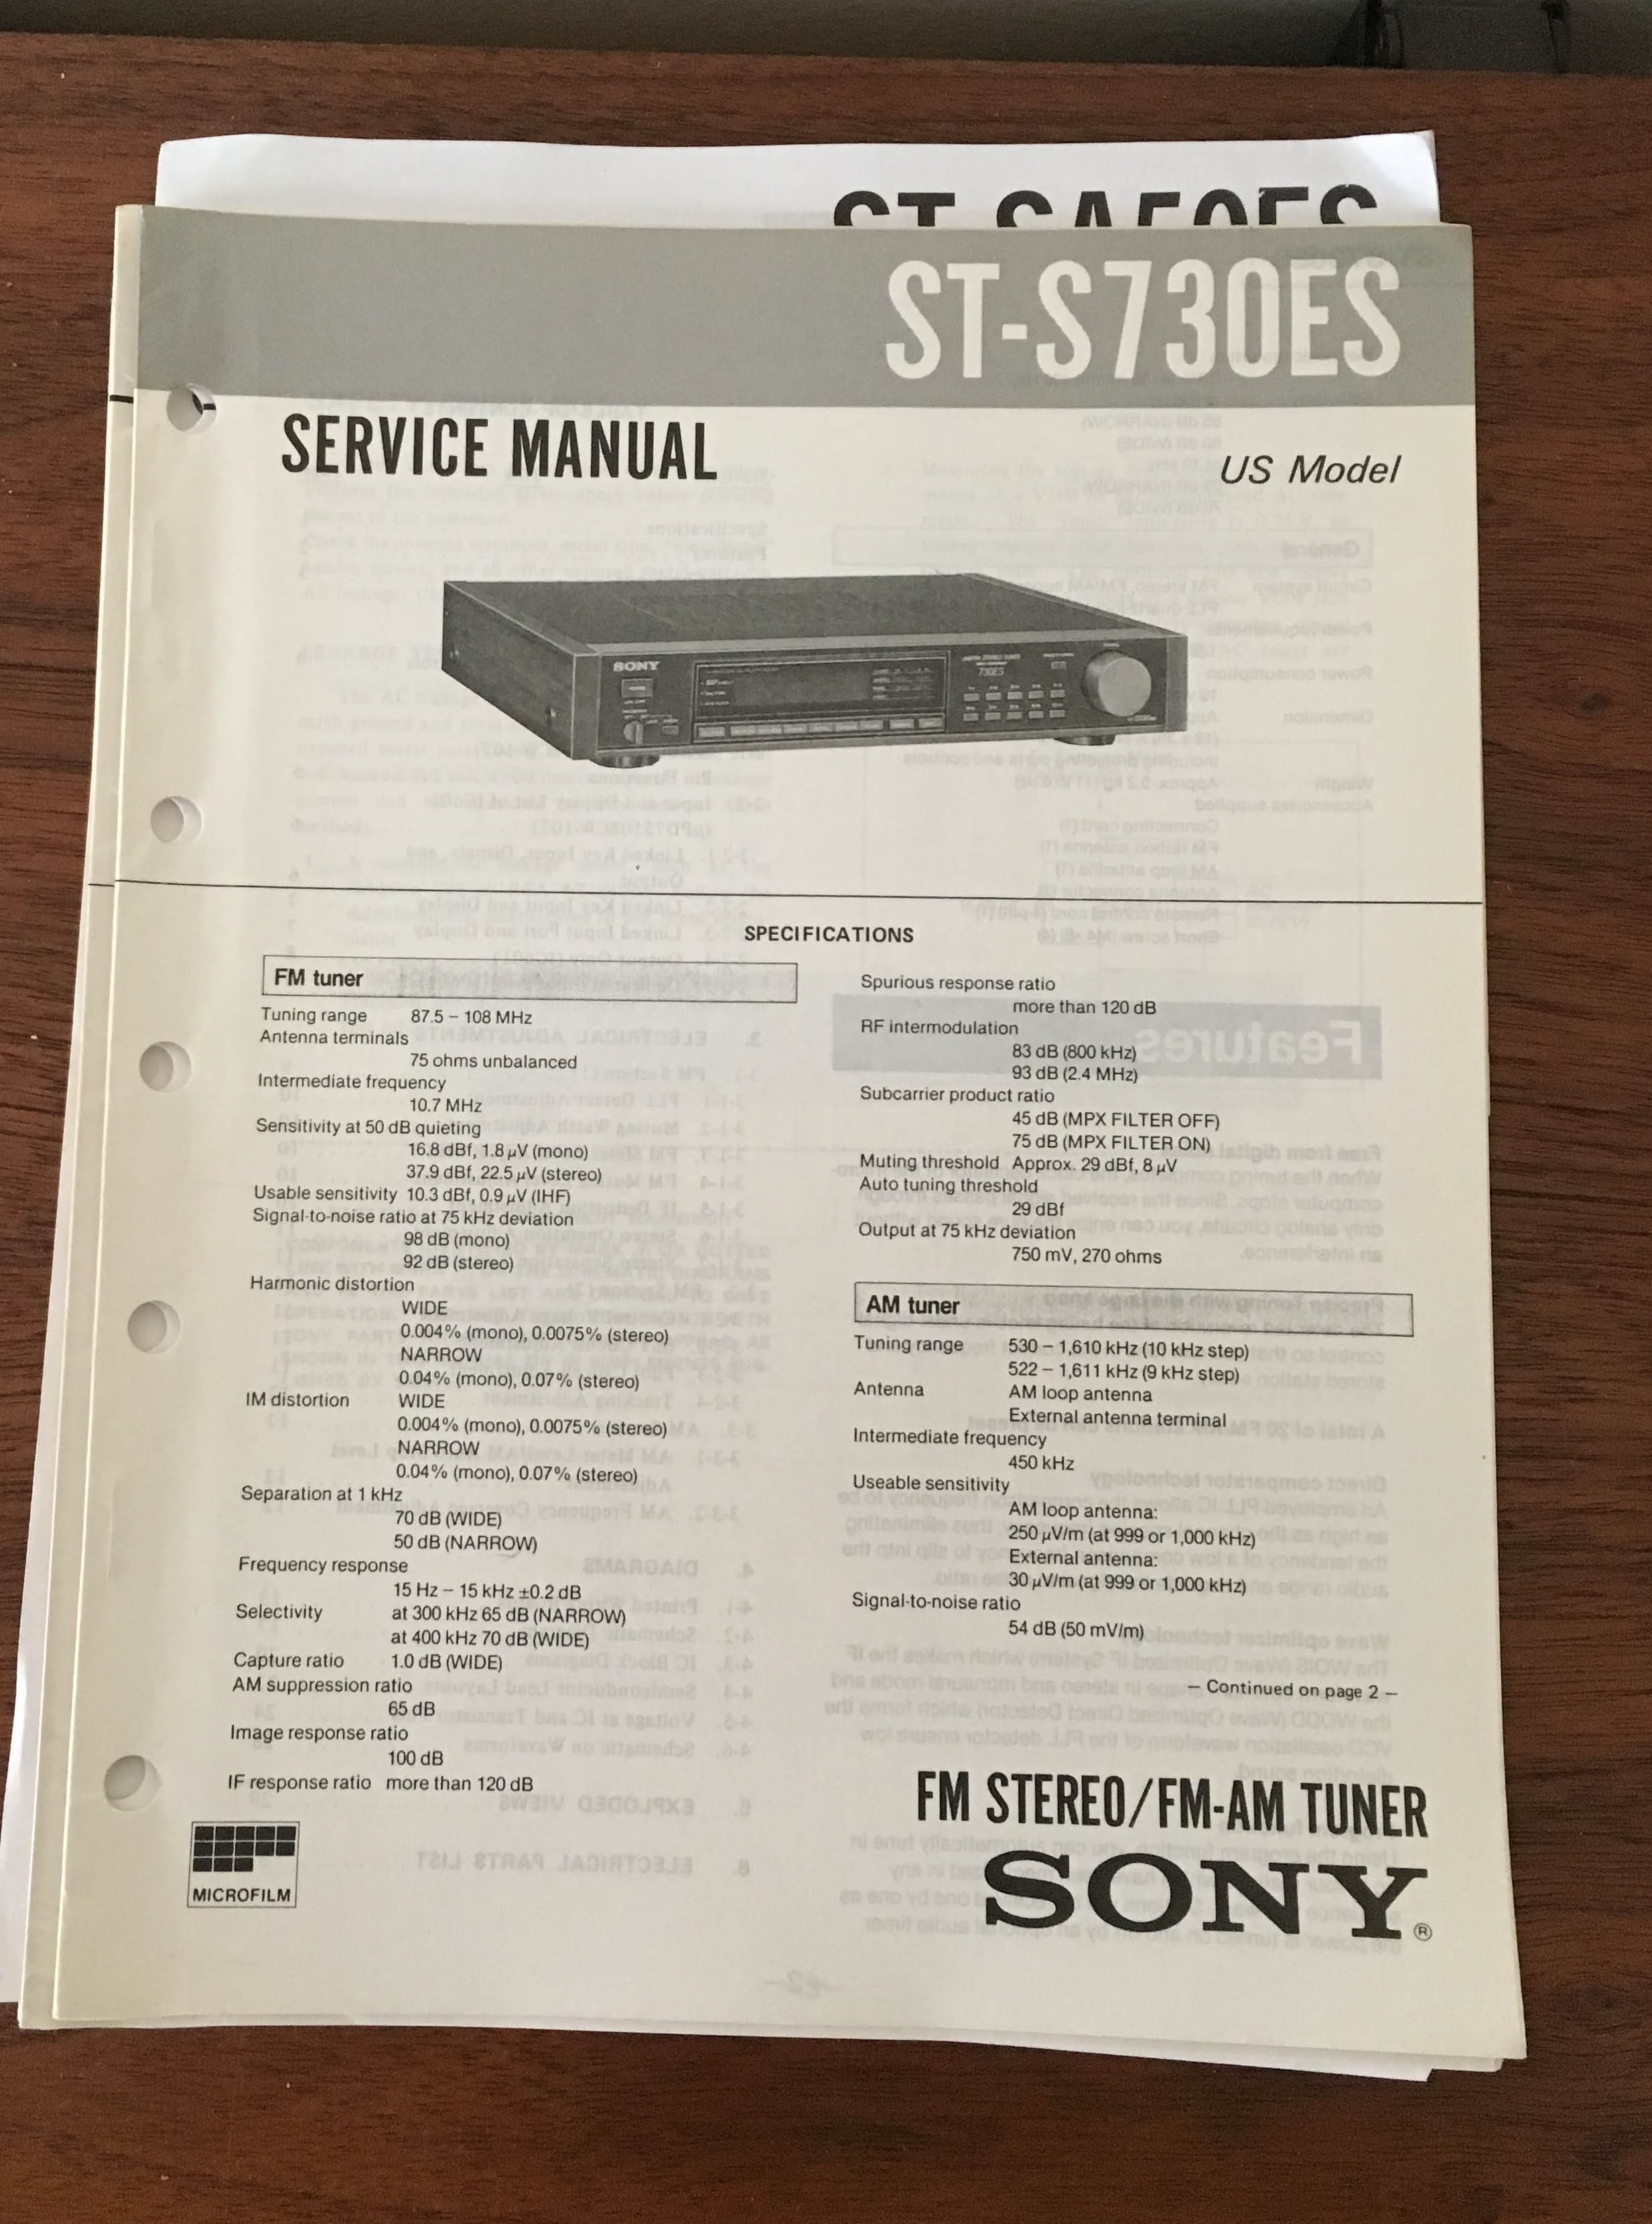 ST-S730ES
SERVICE MANUAL
US Model
SONY
730ES
SPECIFICATIONS
FM tuner
Tuning range 87.5 – 108 MHz
Antenna terminals
75 ohms unbalanced
Intermediate frequency
10.7 MHz
Sensitivity at 50 dB quieting
16.8 dBf, 1.8 µV (mono)
37.9 dBf, 22.5 µV (stereo)
Usable sensitivity 10.3 dBf, 0.9 µV (IHF)
Signal-to-noise ratio at 75 kHz deviation
98 dB (mono)
92 dB (stereo)
Harmonic distortion
WIDE
0.004% (mono), 0.0075% (stereo)
NARROW
0.04% (mono), 0.07% (stereo)
IM distortion WIDE
0.004% (mono), 0.0075% (stereo)
NARROW
0.04% (mono), 0.07% (stereo)
Separation at 1 kHz
70 dB (WIDE)
50 dB (NARROW)
Frequency response
15 Hz – 15 kHz ±0.2 dB
Selectivity at 300 kHz 65 dB (NARROW)
at 400 kHz 70 dB (WIDE)
Capture ratio 1.0 dB (WIDE)
AM suppression ratio
65 dB
Image response ratio
100 dB
IF response ratio more than 120 dB
Spurious response ratio
more than 120 dB
RF intermodulation
83 dB (800 kHz)
93 dB (2.4 MHz)
Subcarrier product ratio
45 dB (MPX FILTER OFF)
75 dB (MPX FILTER ON)
Muting threshold Approx. 29 dBf, 8 µV
Auto tuning threshold
29 dBf
Output at 75 kHz deviation
750 mV, 270 ohms
AM tuner
Tuning range 530 – 1,610 kHz (10 kHz step)
522 – 1,611 kHz (9 kHz step)
Antenna AM loop antenna
External antenna terminal
Intermediate frequency
450 kHz
Useable sensitivity
AM loop antenna:
250 µV/m (at 999 or 1,000 kHz)
External antenna:
30 µV/m (at 999 or 1,000 kHz)
Signal-to-noise ratio
54 dB (50 mV/m)
– Continued on page 2 –
MICROFILM
FM STEREO/FM-AM TUNER
SONY®